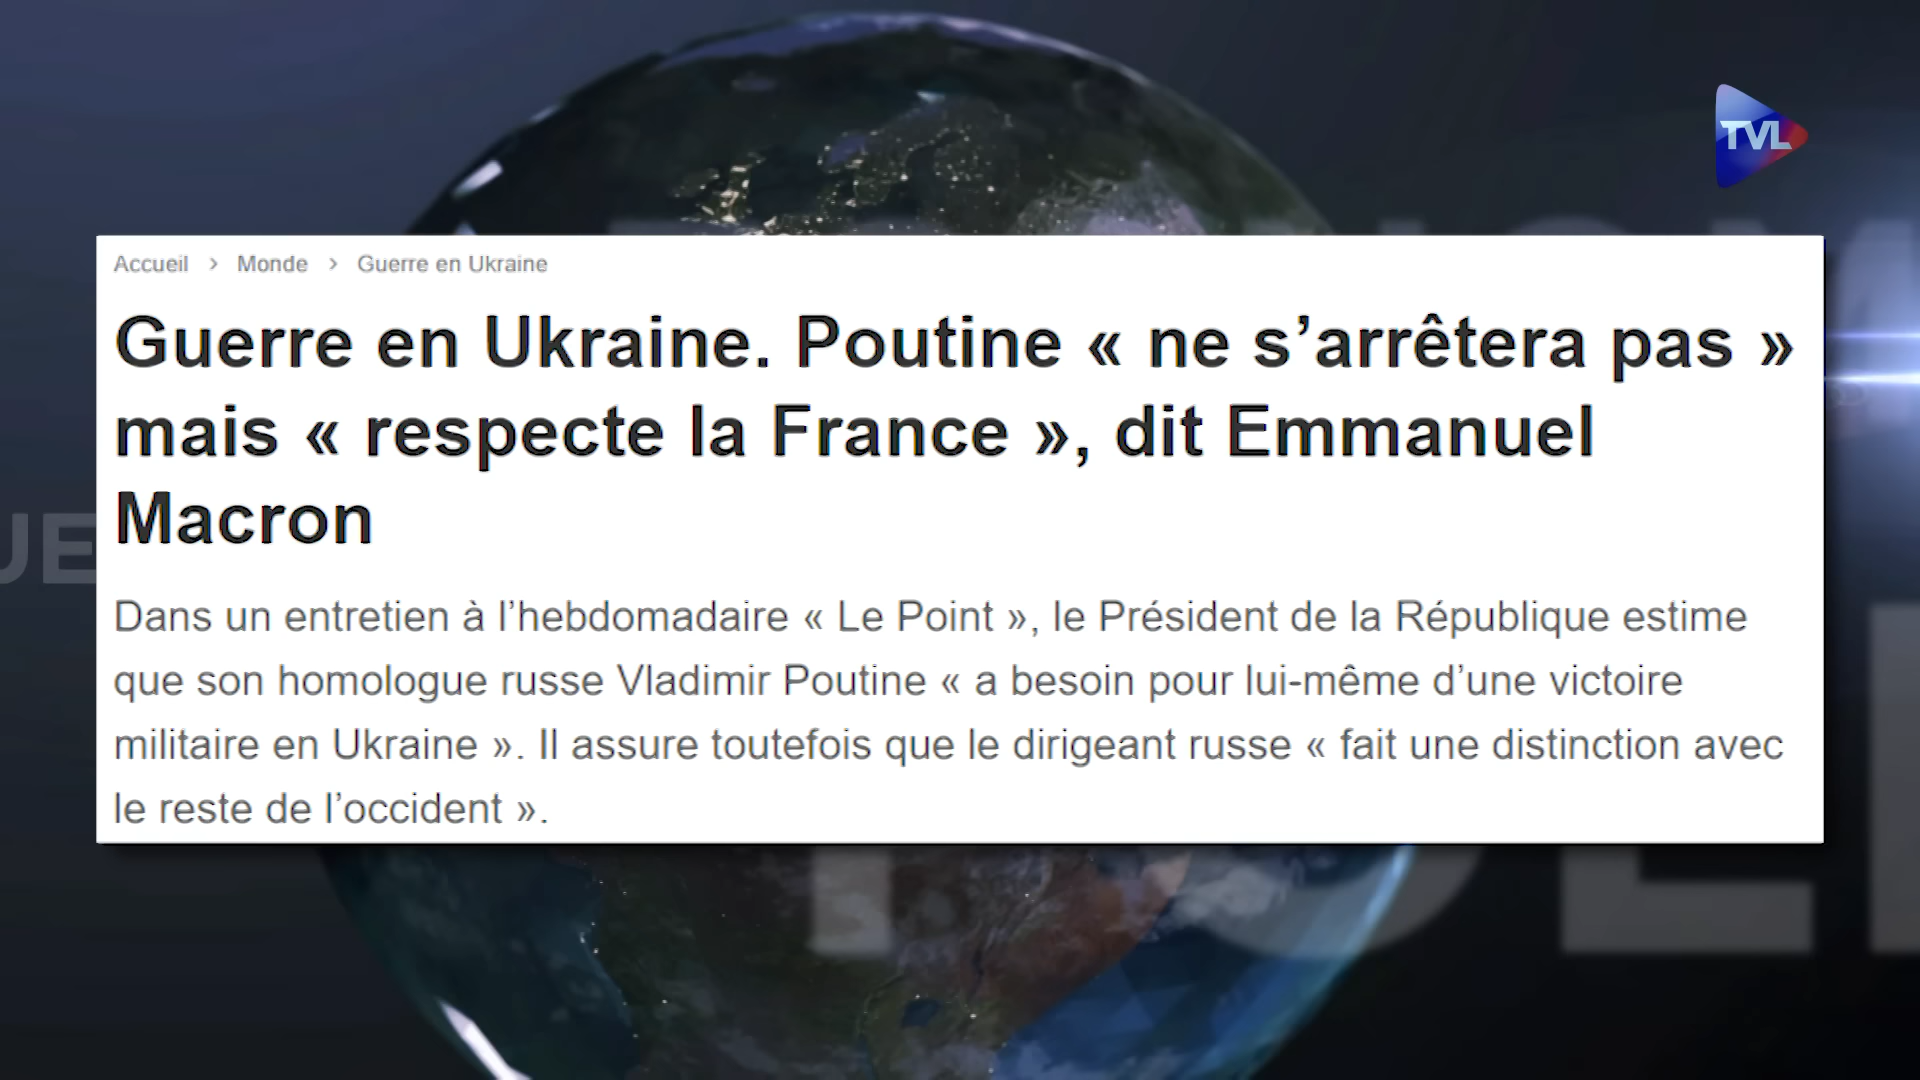 TVL
Accueil > Monde > Guerre en Ukraine
Guerre en Ukraine. Poutine « ne s’arrêtera pas »
mais « respecte la France », dit Emmanuel
Macron
UE
Dans un entretien à l’hebdomadaire « Le Point », le Président de la République estime
que son homologue russe Vladimir Poutine « a besoin pour lui-même d’une victoire
militaire en Ukraine ». Il assure toutefois que le dirigeant russe « fait une distinction avec
le reste de l’occident ».